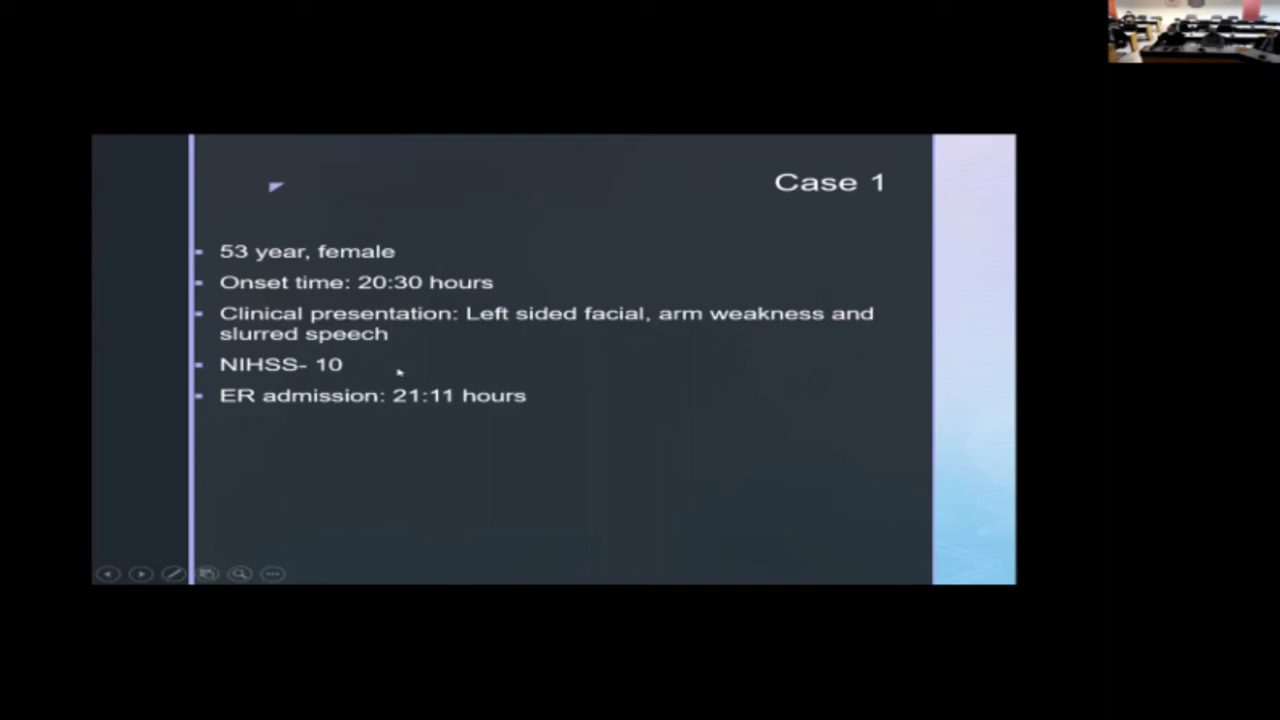 Case 1
53 year, female
Onset time: 20:30 hours
Clinical presentation: Left sided facial, arm weakness and
slurred speech
NIHSS- 10
ER admission: 21:11 hours